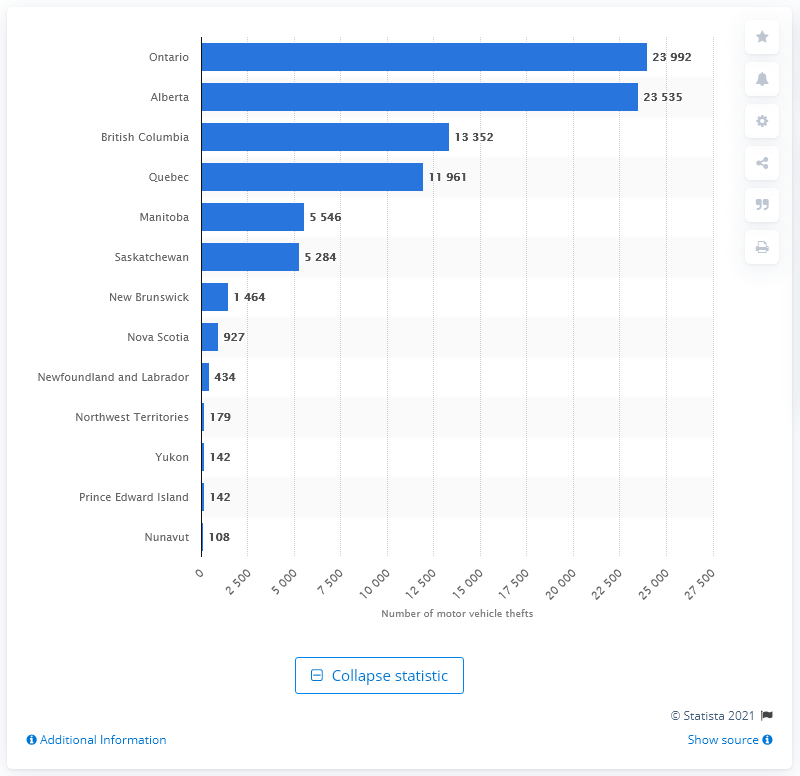 Ontario 23 992
Alberta 23 535
British Columbia 13 352
Quebec 11 961
Manitoba 5 546
Saskatchewan 5 284
New Brunswick 1 464
Nova Scotia 927
Newfoundland and Labrador 434
Northwest Territories 179
Yukon 142
Prince Edward Island 142
Nunavut 108
0 2 500 5 000 7 500 10 000 12 500 15 000 17 500 20 000 22 500 25 000 27 500
Number of motor vehicle thefts
Collapse statistic
© Statista 2021
Additional Information Show source